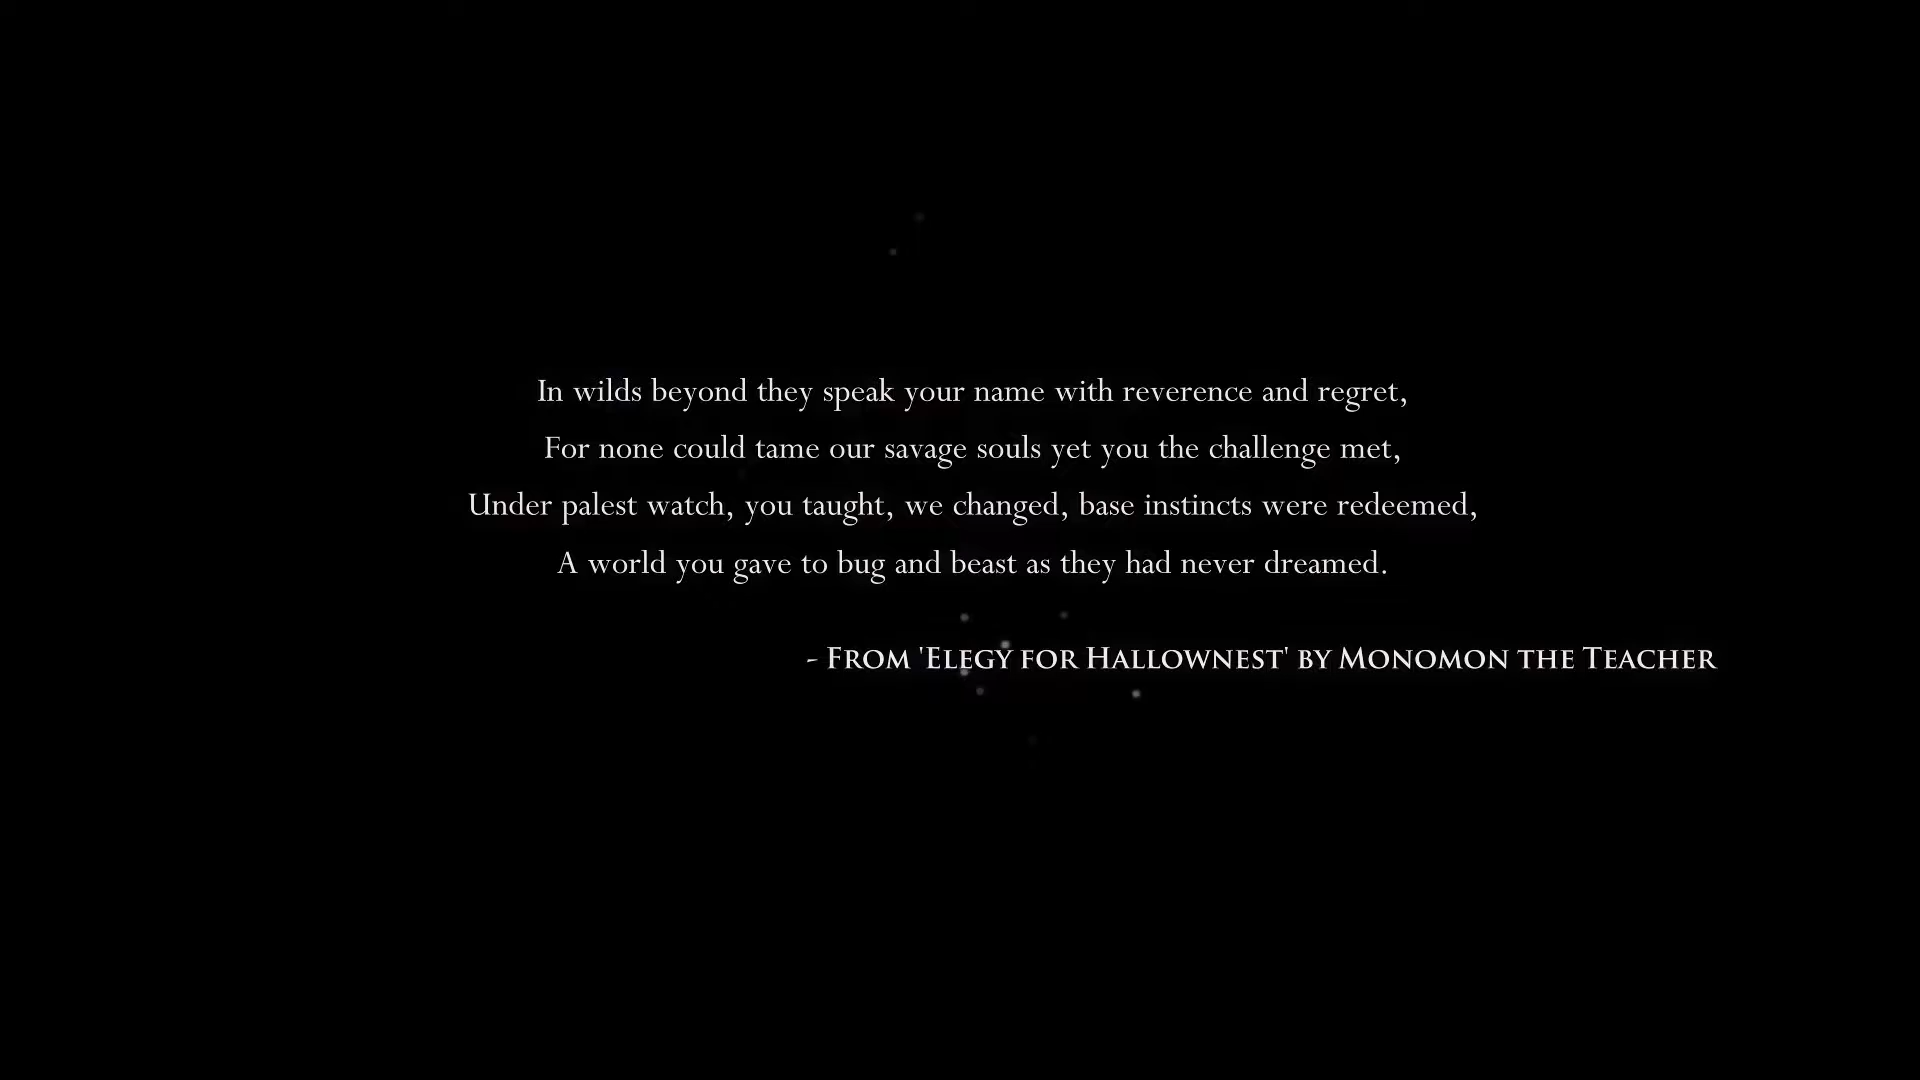 In wilds beyond they speak your name with reverence and regret,
For none could tame our savage souls yet you the challenge met,
Under palest watch, you taught, we changed, base instincts were redeemed,
A world you gave to bug and beast as they had never dreamed.
- From 'Elegy for Hallownest' by Monomon the Teacher